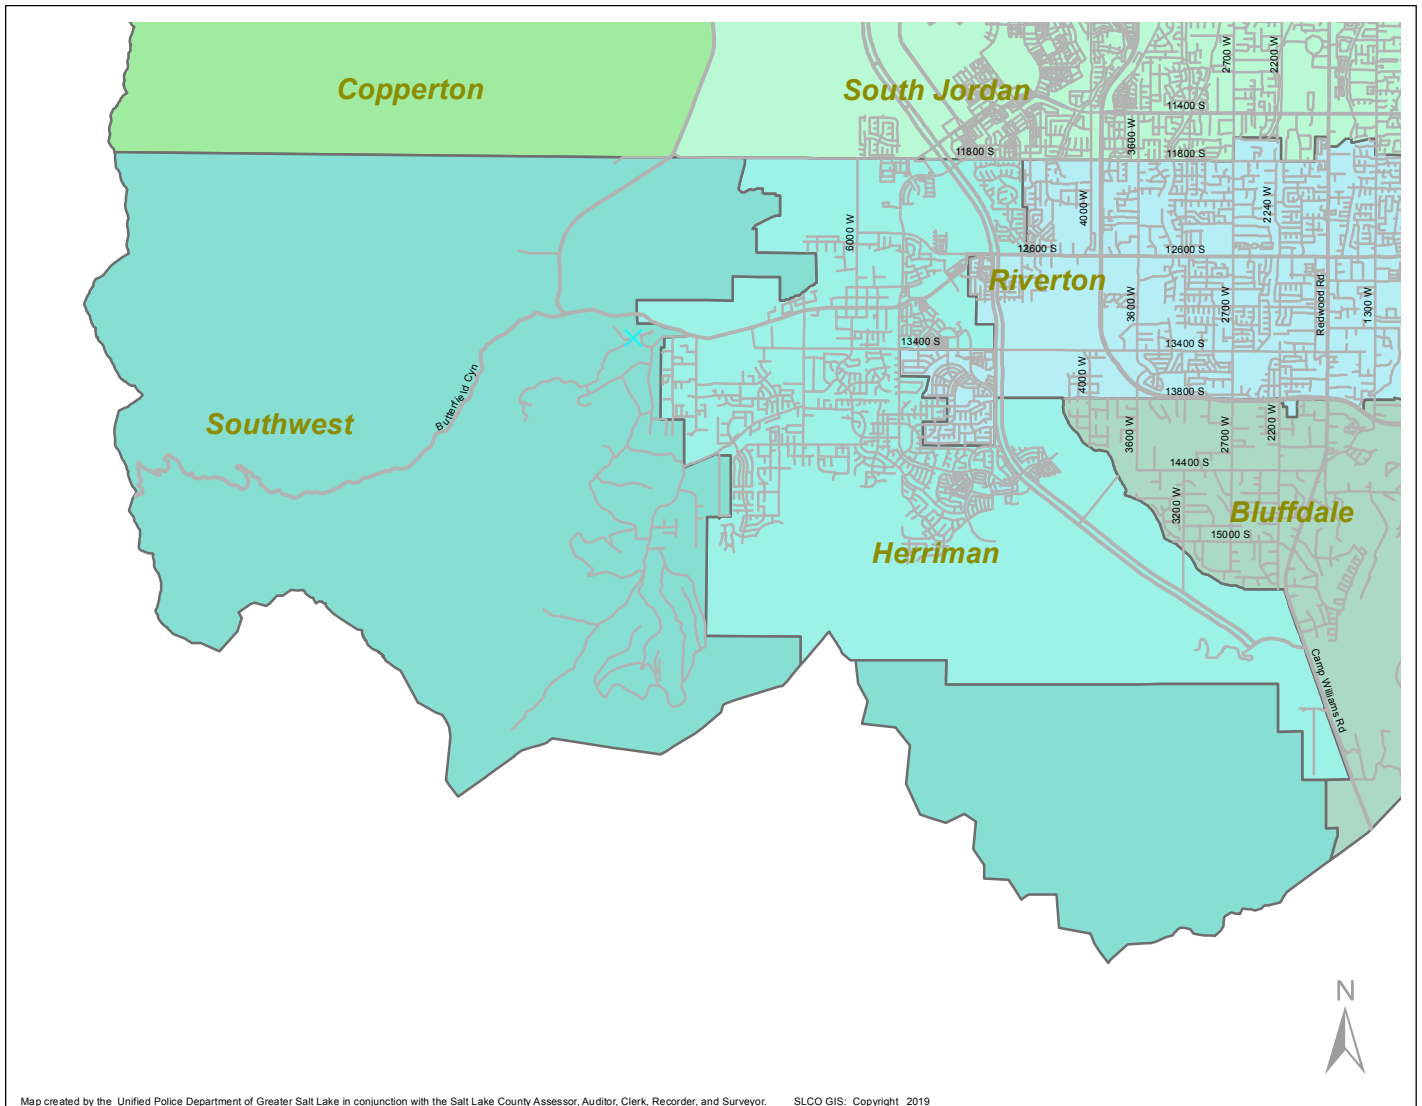 Copperton
South Jordan
2700 W
2200 W
11400 S
3600 W
11800 S
11800 S
6000 W
4000 W
2240 W
12600 S
12600 S
Riverton
3600 W
2700 W
Redwood Rd
1300 W
13400 S
13400 S
4000 W
13800 S
Butterfield Cyn
Southwest
3600 W
2700 W
2200 W
14400 S
3200 W
Bluffdale
15000 S
Herriman
Camp Williams Rd
N
Map created by the Unified Police Department of Greater Salt Lake in conjunction with the Salt Lake County Assessor, Auditor, Clerk, Recorder, and Surveyor. SLCO GIS: Copyright 2019